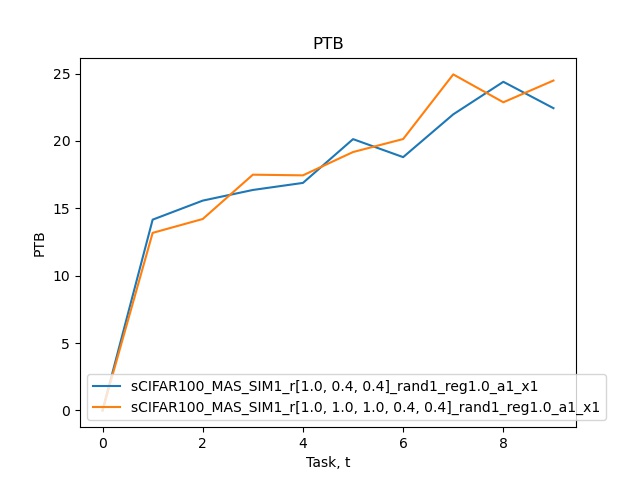 PTB
25
20
15
10
5
0
PTB
sCIFAR100_MAS_SIM1_r[1.0, 0.4, 0.4]_rand1_reg1.0_a1_x1
sCIFAR100_MAS_SIM1_r[1.0, 1.0, 1.0, 0.4, 0.4]_rand1_reg1.0_a1_x1
0 2 4 6 8
Task, t